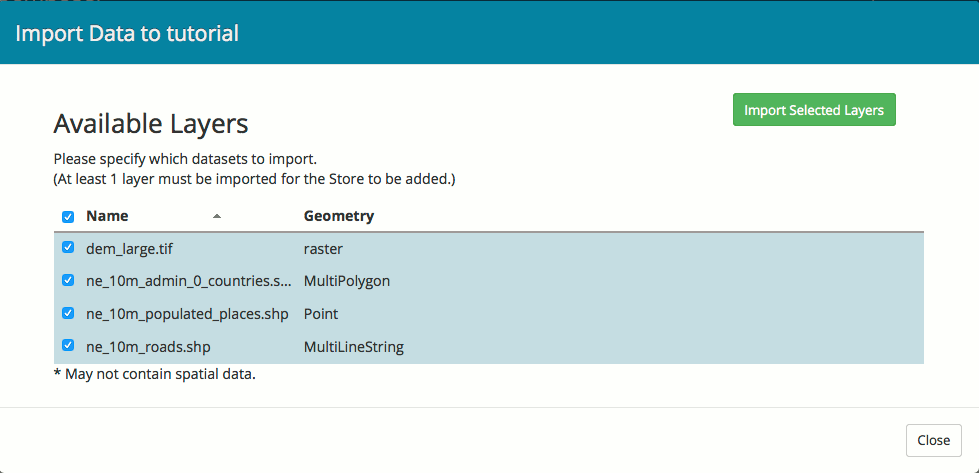 Import Data to tutorial
Import Selected Layers
Available Layers
Please specify which datasets to import.
(At least 1 layer must be imported for the Store to be added.)
Name Geometry
dem_large.tif raster
ne_10m_admin_0_countries.s... MultiPolygon
ne_10m_populated_places.shp Point
ne_10m_roads.shp MultiLineString
* May not contain spatial data.
Close